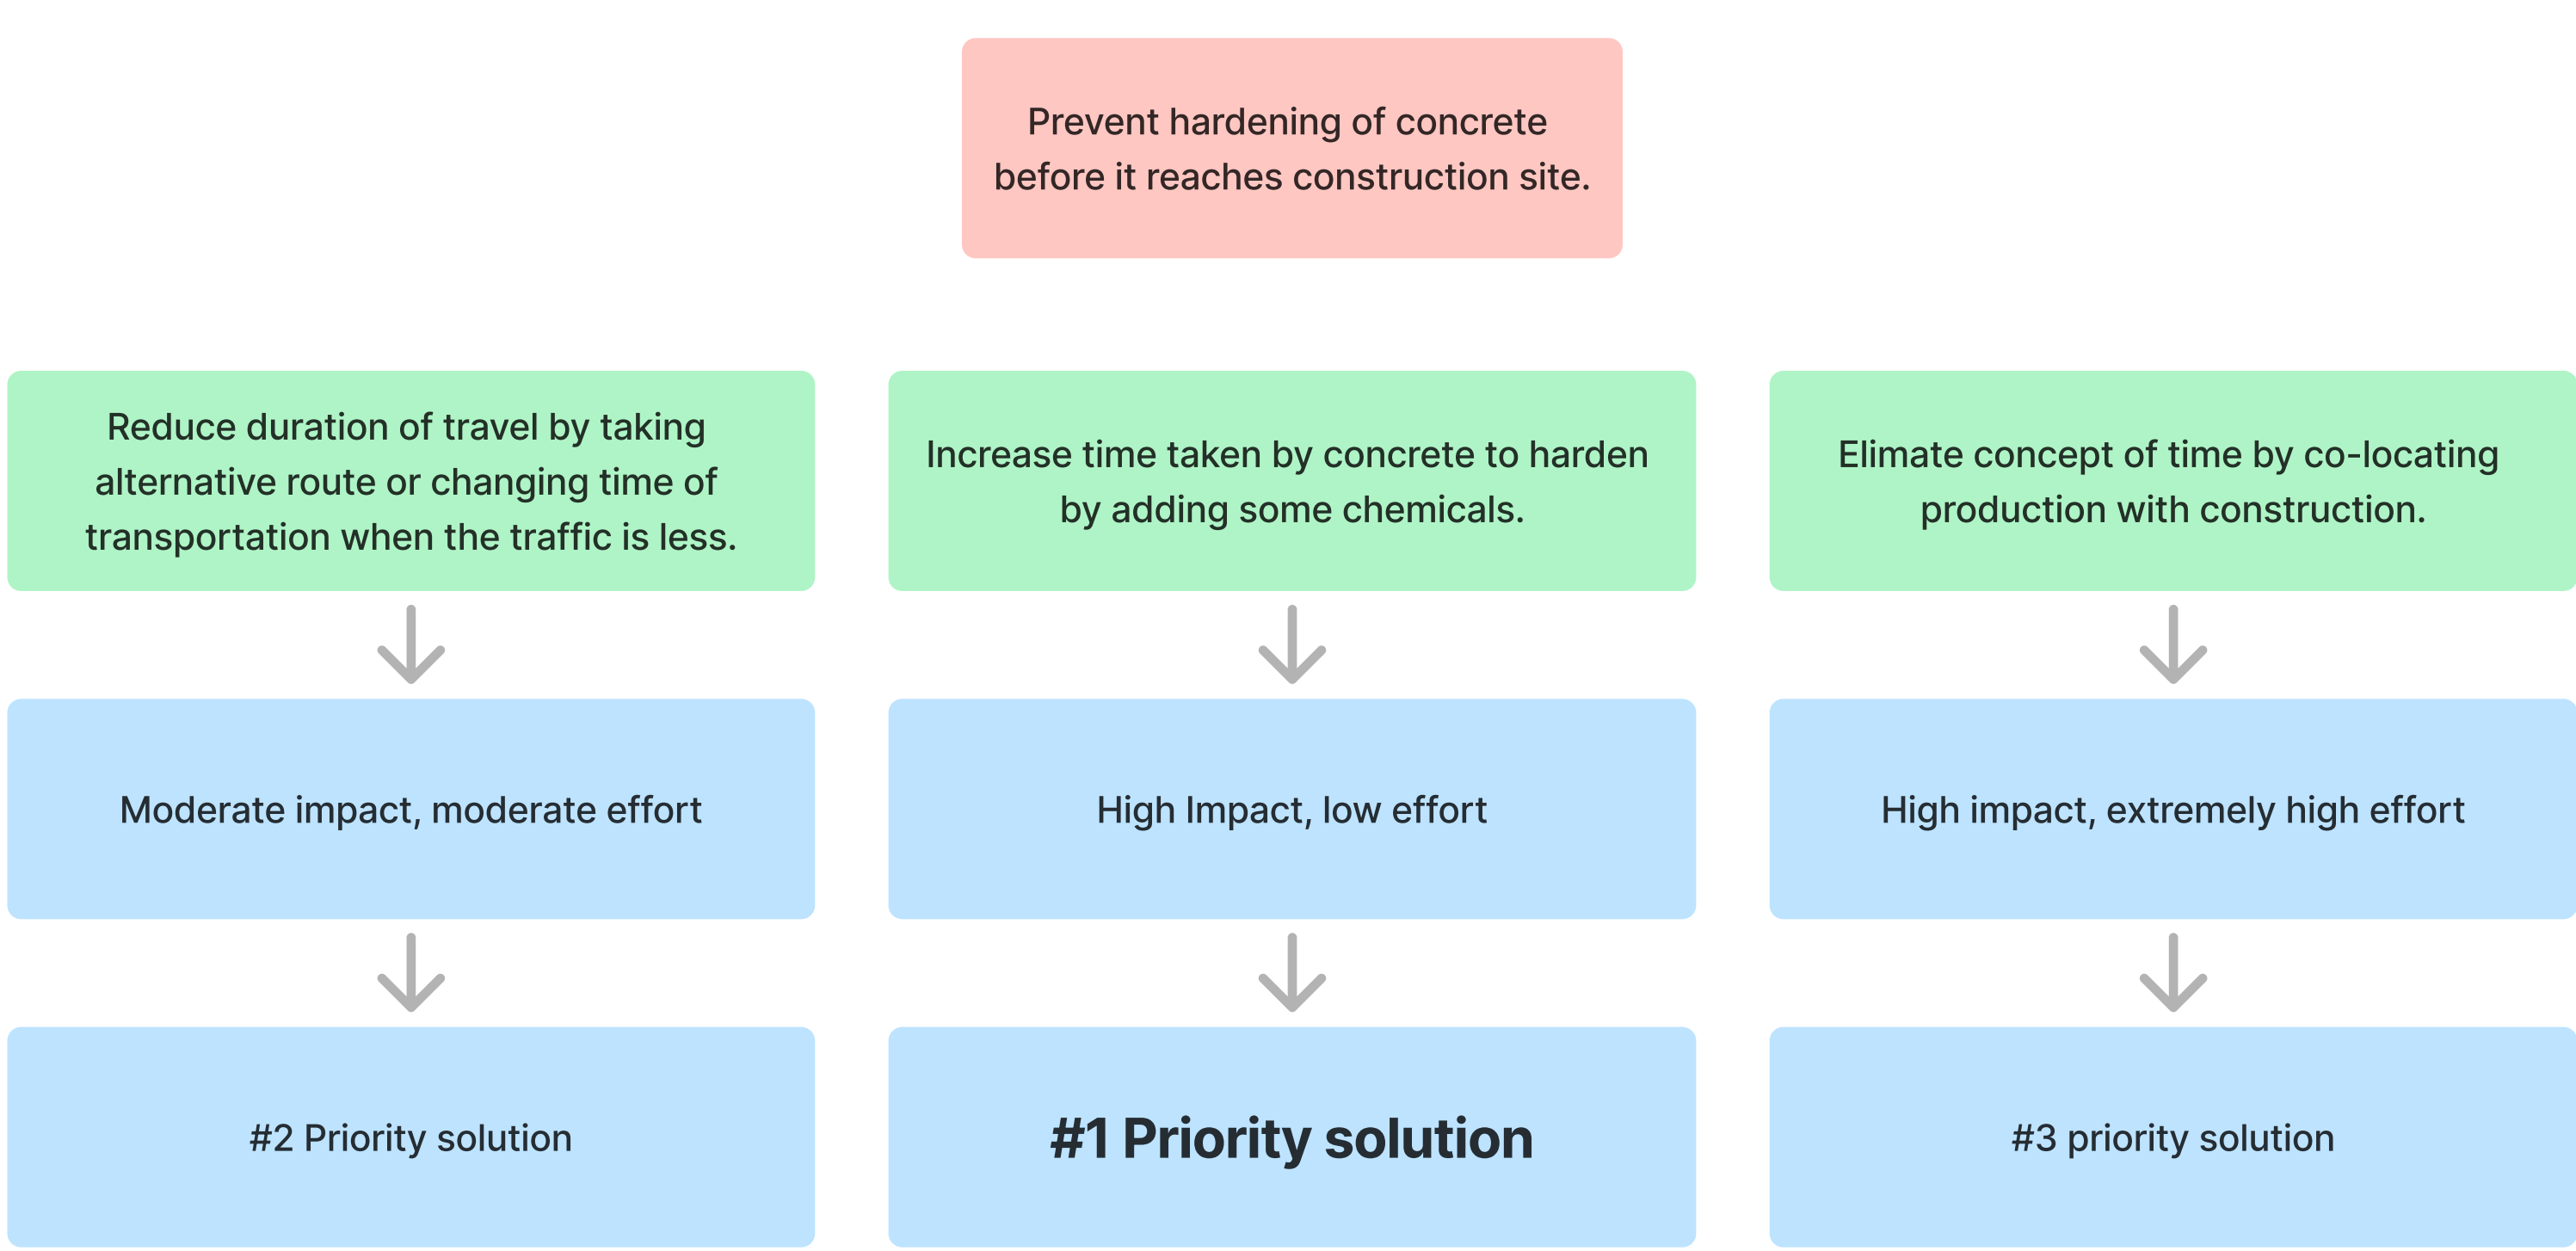 Prevent hardening of concrete
before it reaches construction site.
Reduce duration of travel by taking
alternative route or changing time of
transportation when the traffic is less.
Increase time taken by concrete to harden
by adding some chemicals.
Elimate concept of time by co-locating
production with construction.
Moderate impact, moderate effort
High Impact, low effort
High impact, extremely high effort
#2 Priority solution
#1 Priority solution
#3 priority solution